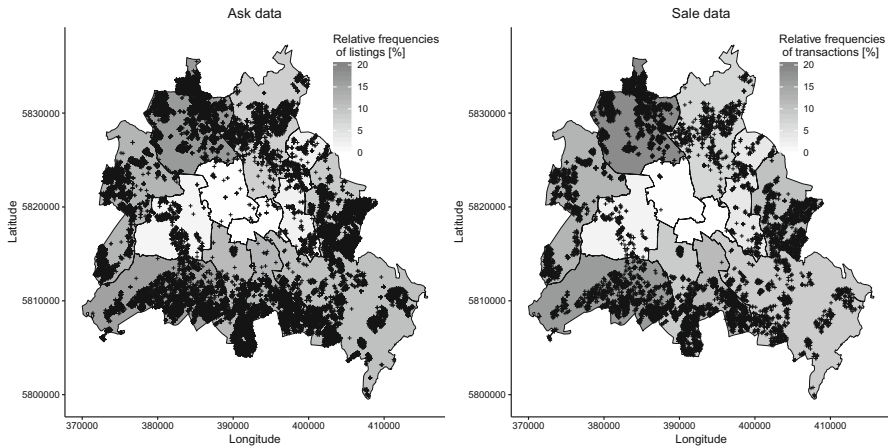 Ask data
Relative frequencies
of listings [%]
20
15
10
5
0
5830000
5820000
5810000
5800000
Latitude
370000 380000 390000 400000 410000
Longitude
Sale data
Relative frequencies
of transactions [%]
20
15
10
5
0
5830000
5820000
5810000
5800000
Latitude
370000 380000 390000 400000 410000
Longitude